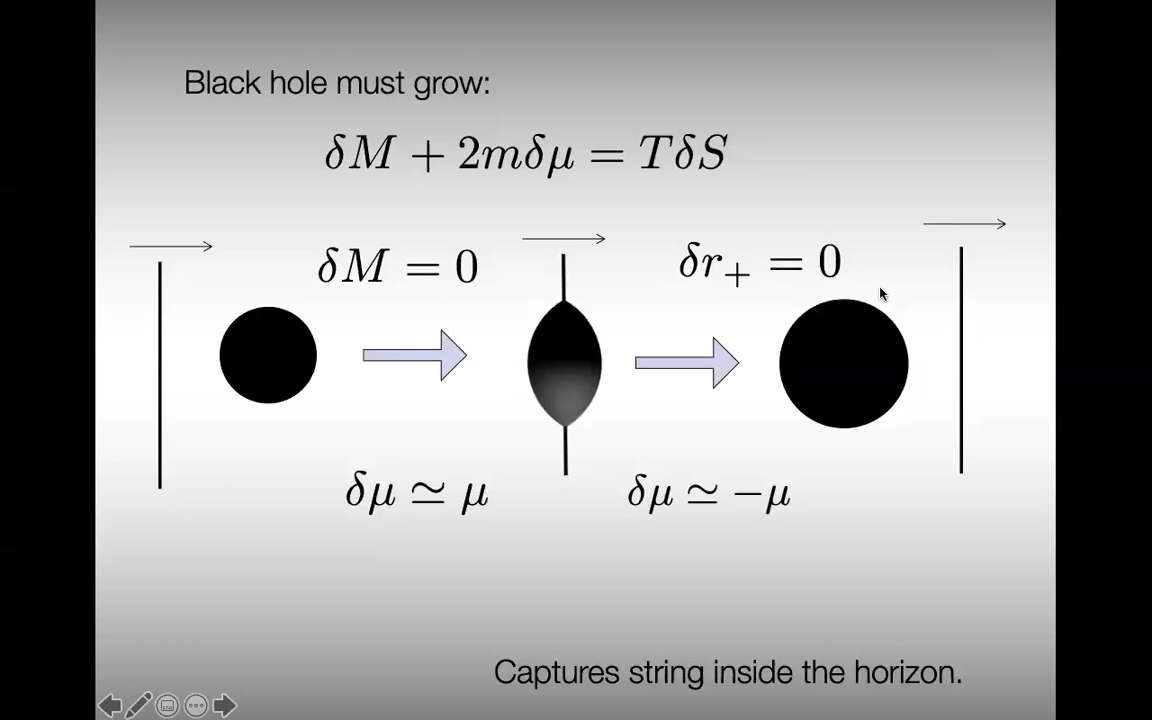 Black hole must grow:
δM + 2mδμ = TδS
δM = 0
δr₊ = 0
δμ ≃ μ
δμ ≃ −μ
Captures string inside the horizon.